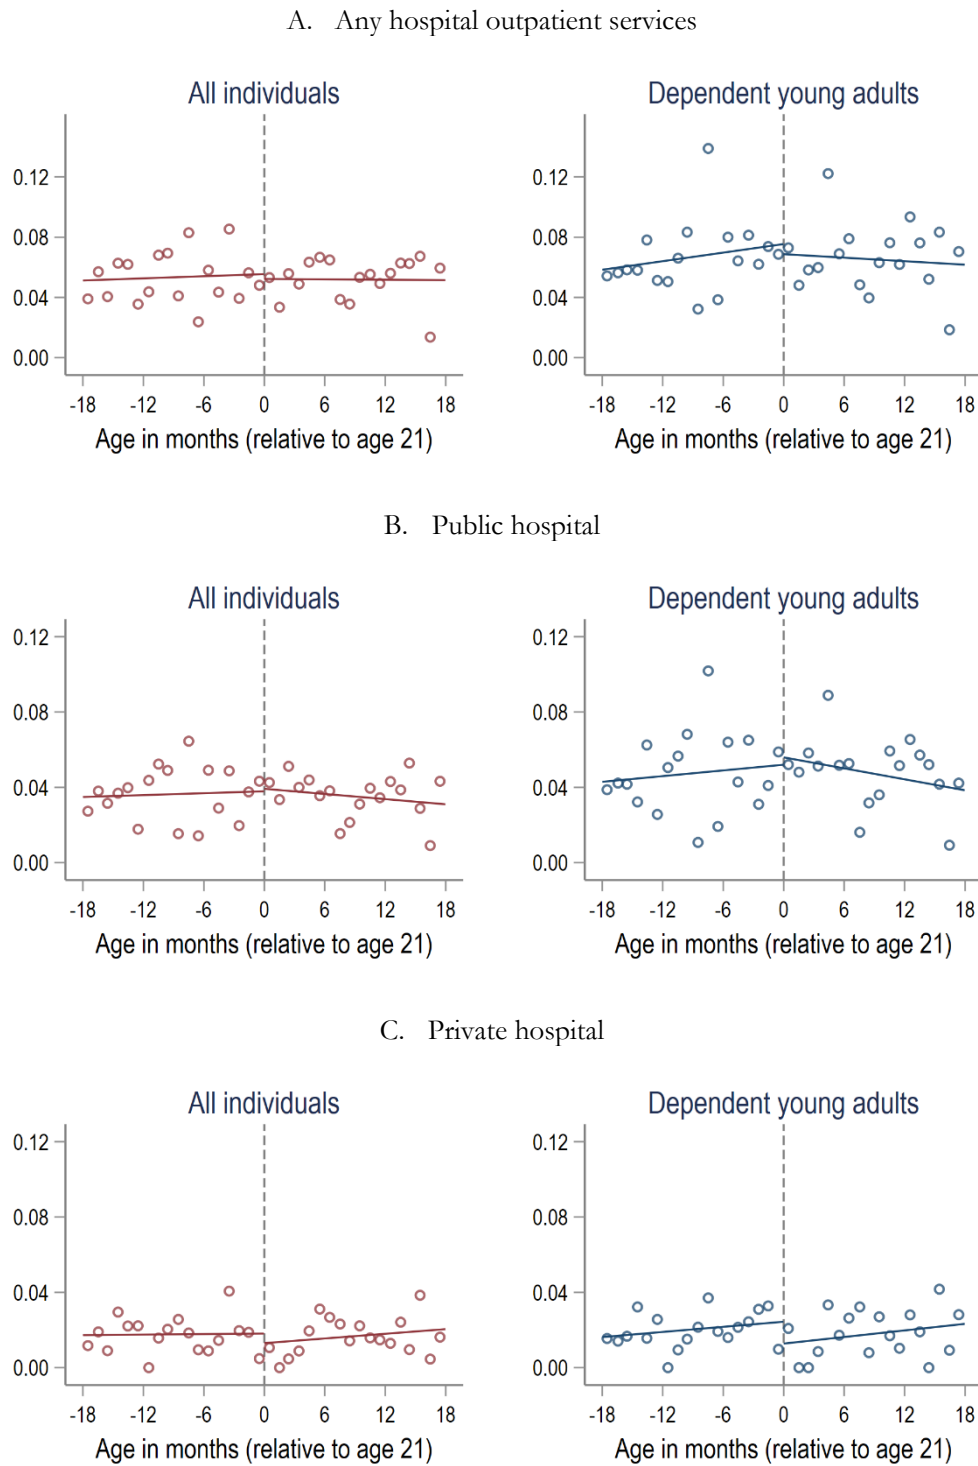 A. Any hospital outpatient services
All individuals
0.12
0.08
0.04
0.00
-18 -12 -6 0 6 12 18
Age in months (relative to age 21)
Dependent young adults
0.12
0.08
0.04
0.00
-18 -12 -6 0 6 12 18
Age in months (relative to age 21)
B. Public hospital
All individuals
0.12
0.08
0.04
0.00
-18 -12 -6 0 6 12 18
Age in months (relative to age 21)
Dependent young adults
0.12
0.08
0.04
0.00
-18 -12 -6 0 6 12 18
Age in months (relative to age 21)
C. Private hospital
All individuals
0.12
0.08
0.04
0.00
-18 -12 -6 0 6 12 18
Age in months (relative to age 21)
Dependent young adults
0.12
0.08
0.04
0.00
-18 -12 -6 0 6 12 18
Age in months (relative to age 21)